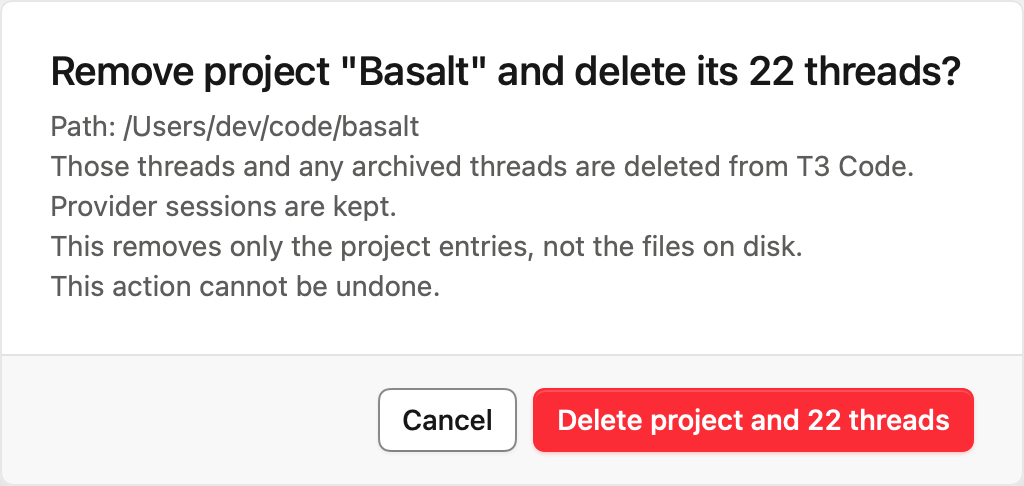 Remove project "Basalt" and delete its 22 threads?
Path: /Users/dev/code/basalt
Those threads and any archived threads are deleted from T3 Code.
Provider sessions are kept.
This removes only the project entries, not the files on disk.
This action cannot be undone.
Cancel
Delete project and 22 threads